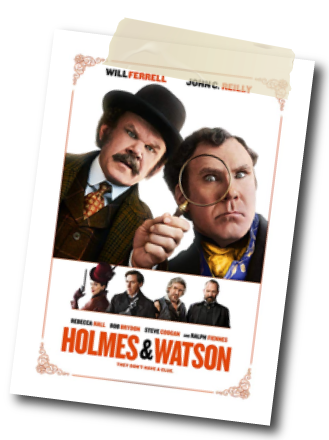 WILL FERRELL JOHN C. REILLY
REBECCA HALL ROB BRYDON STEVE COOGAN AND RALPH FIENNES
HOLMES & WATSON
THEY DON'T HAVE A CLUE.